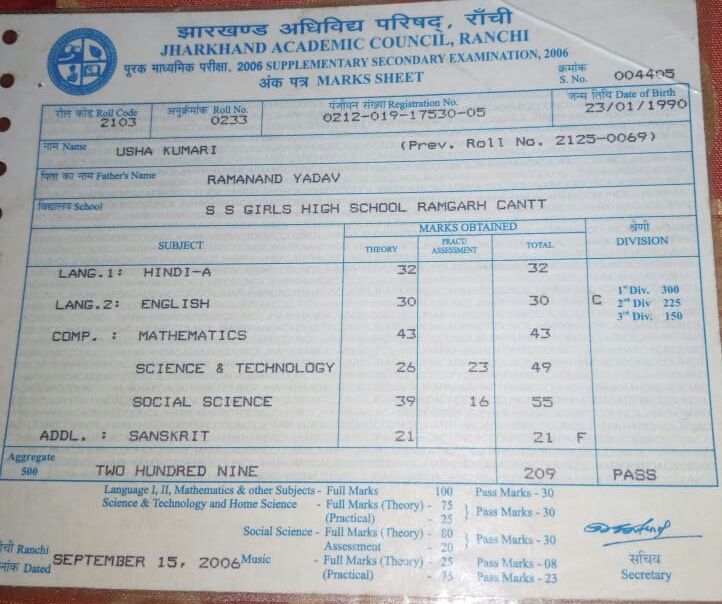 झारखण्ड अधिविद्य परिषद्, राँची
JHARKHAND ACADEMIC COUNCIL, RANCHI
पूरक माध्यमिक परीक्षा, 2006 SUPPLEMENTARY SECONDARY EXAMINATION, 2006
अंक पत्र MARKS SHEET
क्रमांक
S. No. 004405
रोल कोड Roll Code अनुक्रमांक Roll No. पंजीयन संख्या Registration No. जन्म तिथि Date of Birth
2103 0233 0212-019-17530-05 23/01/1990
नाम Name USHA KUMARI (Prev. Roll No. 2125-0069)
पिता का नाम Father's Name RAMANAND YADAV
विद्यालय School S S GIRLS HIGH SCHOOL RAMGARH CANTT
SUBJECT MARKS OBTAINED श्रेणी DIVISION
THEORY PRACT/ ASSESSMENT TOTAL
LANG.1: HINDI-A 32 32
LANG.2: ENGLISH 30 30 C
1st Div. 300
2nd Div 225
3rd Div. 150
COMP. : MATHEMATICS 43 43
SCIENCE & TECHNOLOGY 26 23 49
SOCIAL SCIENCE 39 16 55
ADDL. : SANSKRIT 21 21 F
Aggregate
500 TWO HUNDRED NINE 209 PASS
Language I, II, Mathematics & other Subjects - Full Marks 100 Pass Marks - 30
Science & Technology and Home Science - Full Marks (Theory) - 75
(Practical) - 25 } Pass Marks - 30
Social Science - Full Marks (Theory) - 80
Assessment - 20 } Pass Marks - 30
Music - Full Marks (Theory) - 25 Pass Marks - 08
(Practical) - 75 Pass Marks - 23
Ranchi
Dated SEPTEMBER 15, 2006
सचिव
Secretary